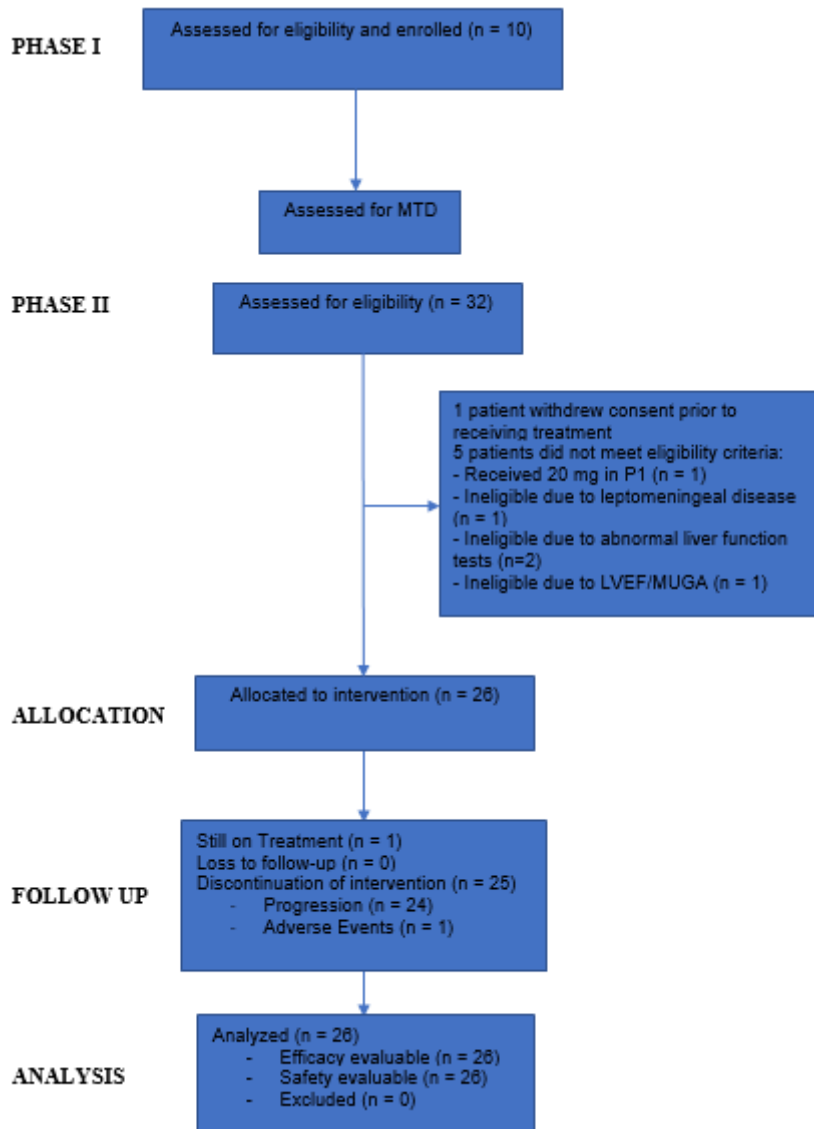 PHASE I
Assessed for eligibility and enrolled (n = 10)
Assessed for MTD
PHASE II
Assessed for eligibility (n = 32)
1 patient withdrew consent prior to
receiving treatment
5 patients did not meet eligibility criteria:
- Received 20 mg in P1 (n = 1)
- Ineligible due to leptomeningeal disease
(n = 1)
- Ineligible due to abnormal liver function
tests (n=2)
- Ineligible due to LVEF/MUGA (n = 1)
ALLOCATION
Allocated to intervention (n = 26)
FOLLOW UP
Still on Treatment (n = 1)
Loss to follow-up (n = 0)
Discontinuation of intervention (n = 25)
- Progression (n = 24)
- Adverse Events (n = 1)
ANALYSIS
Analyzed (n = 26)
- Efficacy evaluable (n = 26)
- Safety evaluable (n = 26)
- Excluded (n = 0)